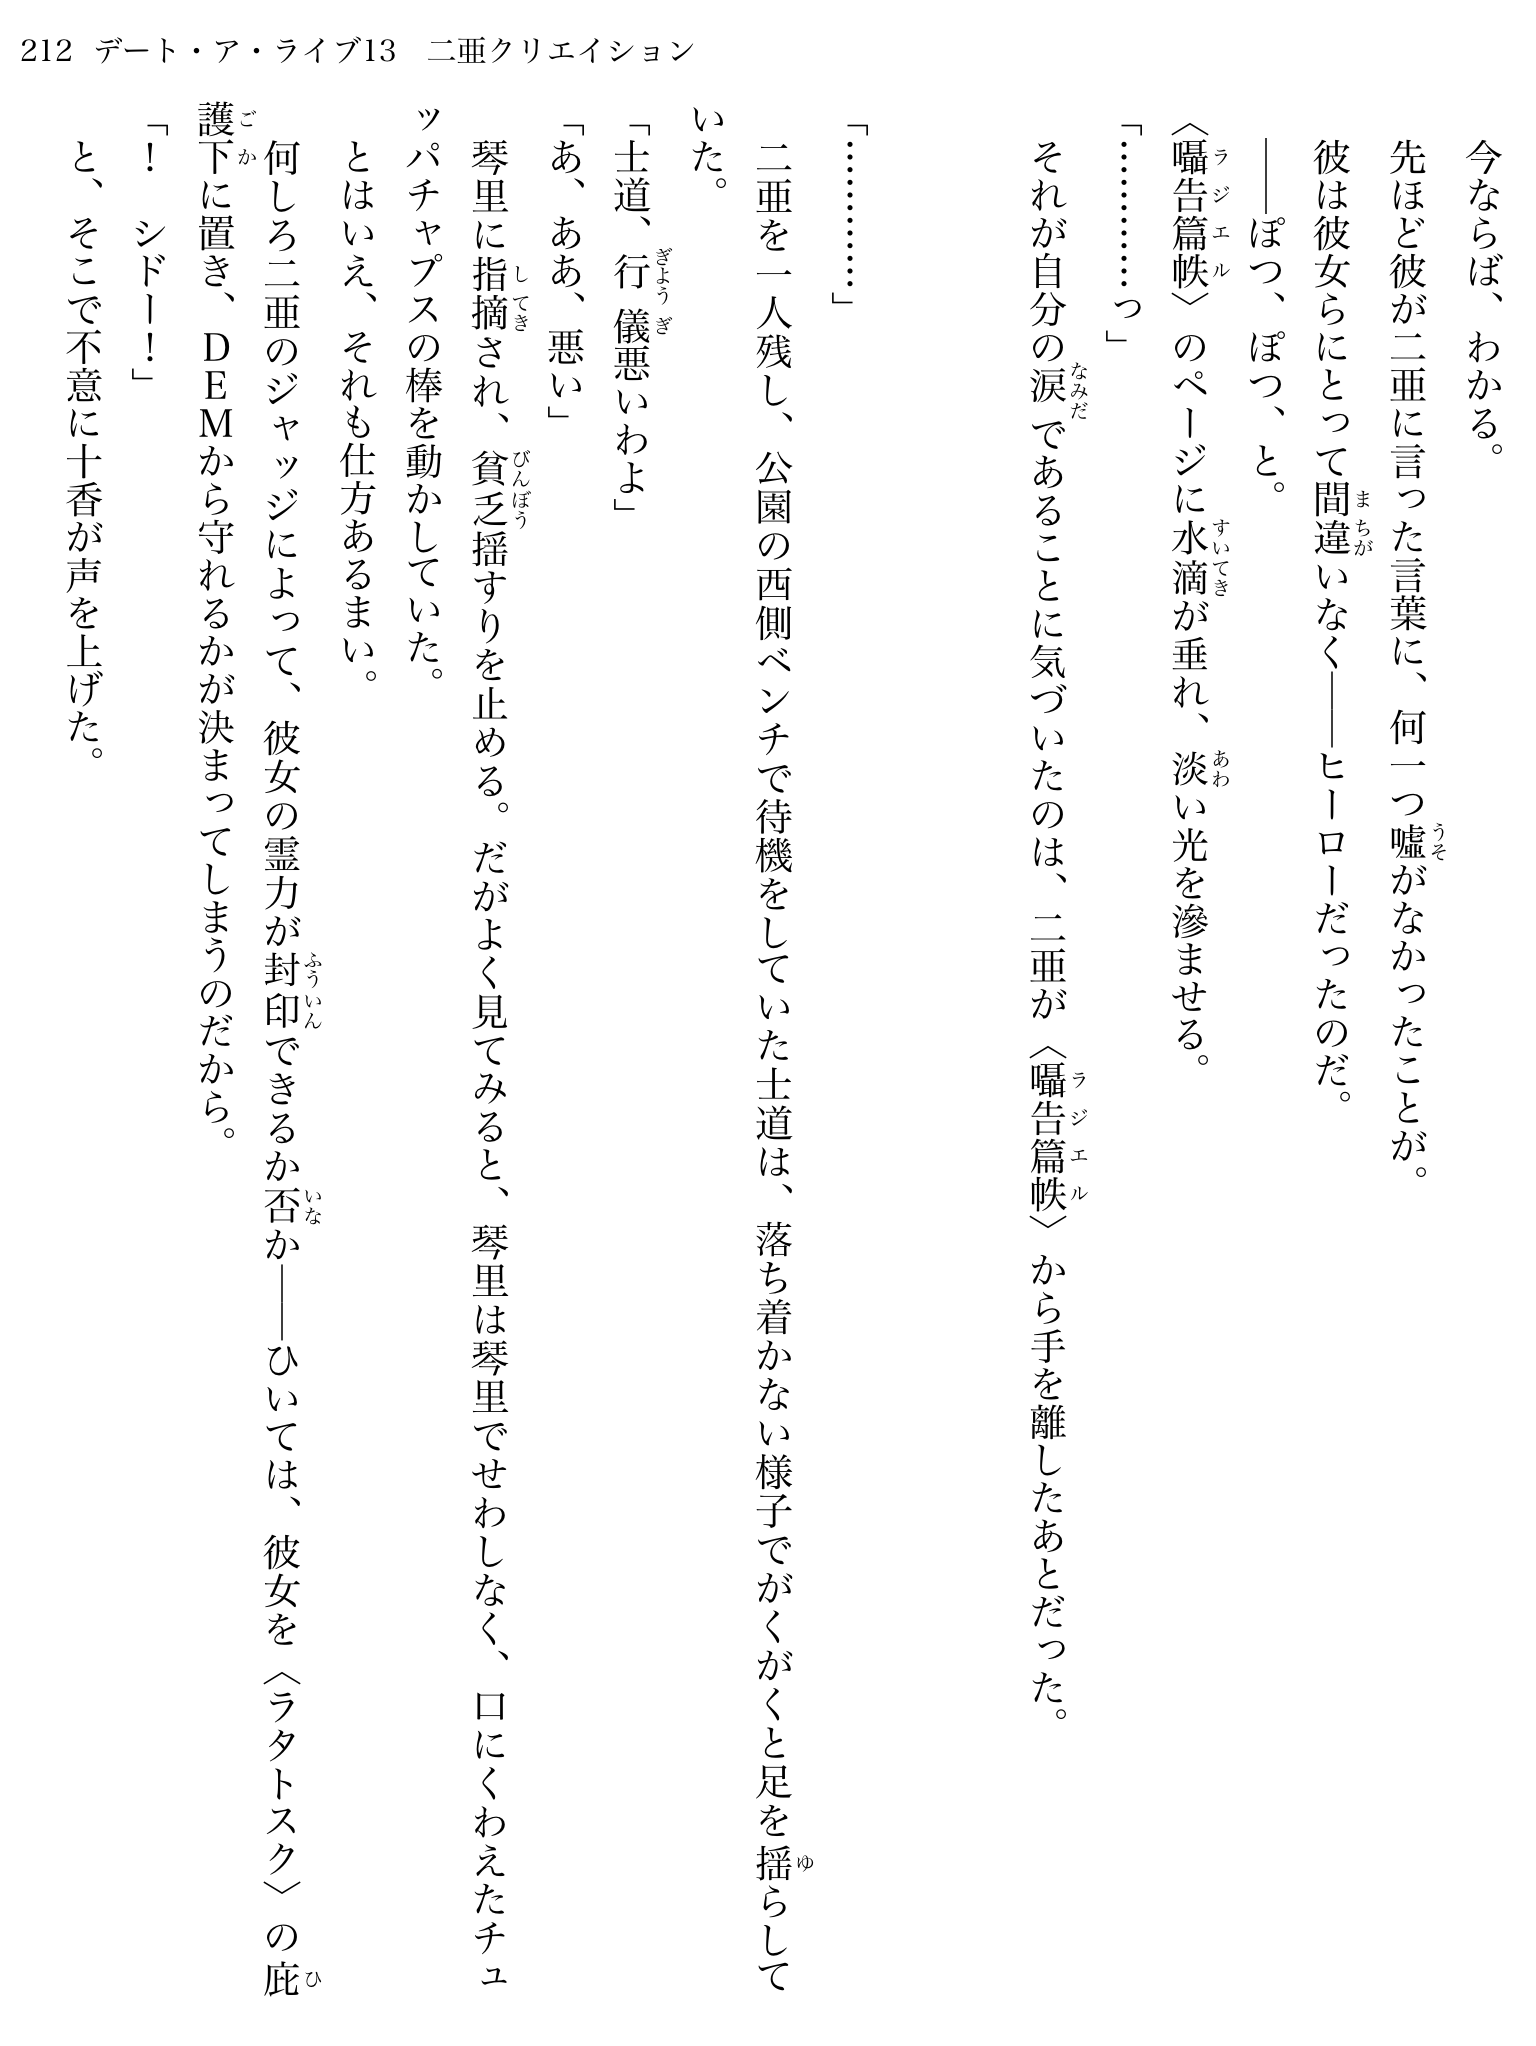 212 デート・ア・ライブ13　二亜クリエイション
　今ならば、わかる。
　先ほど彼が二亜に言った言葉に、何一つ嘘がなかったことが。
　彼は彼女らにとって間違いなく――ヒーローだったのだ。
　――ぽつ、ぽつ、と。
〈囁告篇帙〉のページに水滴が垂れ、淡い光を滲ませる。
「…………っ」
　それが自分の涙であることに気づいたのは、二亜が〈囁告篇帙〉から手を離したあとだった。
「…………」
　二亜を一人残し、公園の西側ベンチで待機をしていた士道は、落ち着かない様子でがくがくと足を揺らして
いた。
「士道、行儀悪いわよ」
「あ、ああ、悪い」
　琴里に指摘され、貧乏揺すりを止める。だがよく見てみると、琴里は琴里でせわしなく、口にくわえたチュ
ッパチャプスの棒を動かしていた。
　とはいえ、それも仕方あるまい。
　何しろ二亜のジャッジによって、彼女の霊力が封印できるか否か――ひいては、彼女を〈ラタトスク〉の庇
護下に置き、DEMから守れるかが決まってしまうのだから。
「！　シドー！」
　と、そこで不意に十香が声を上げた。